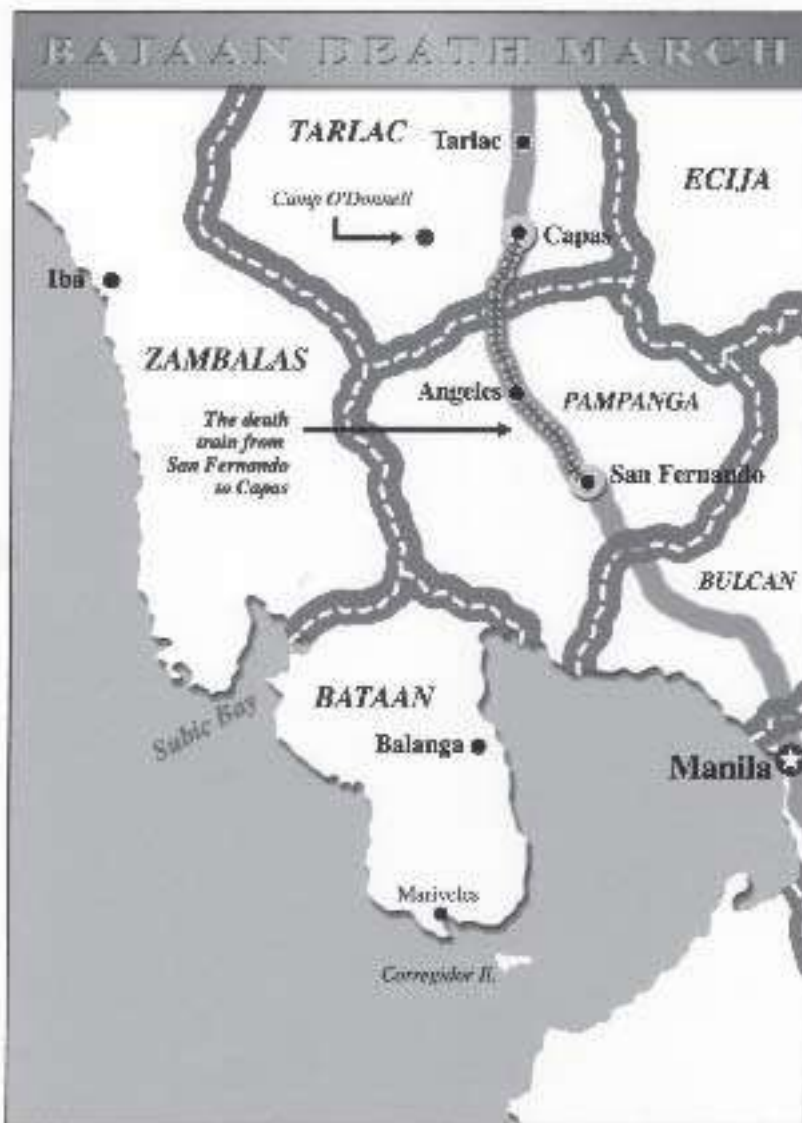 BATAAN DEATH MARCH
TARLAC
Tarlac
ECIJA
Camp O'Donnell
Capas
Iba
ZAMBALAS
Angeles
PAMPANGA
The death
train from
San Fernando
to Capas
San Fernando
BULCAN
BATAAN
Subic Bay
Balanga
Manila
Mariveles
Corregidor Il.